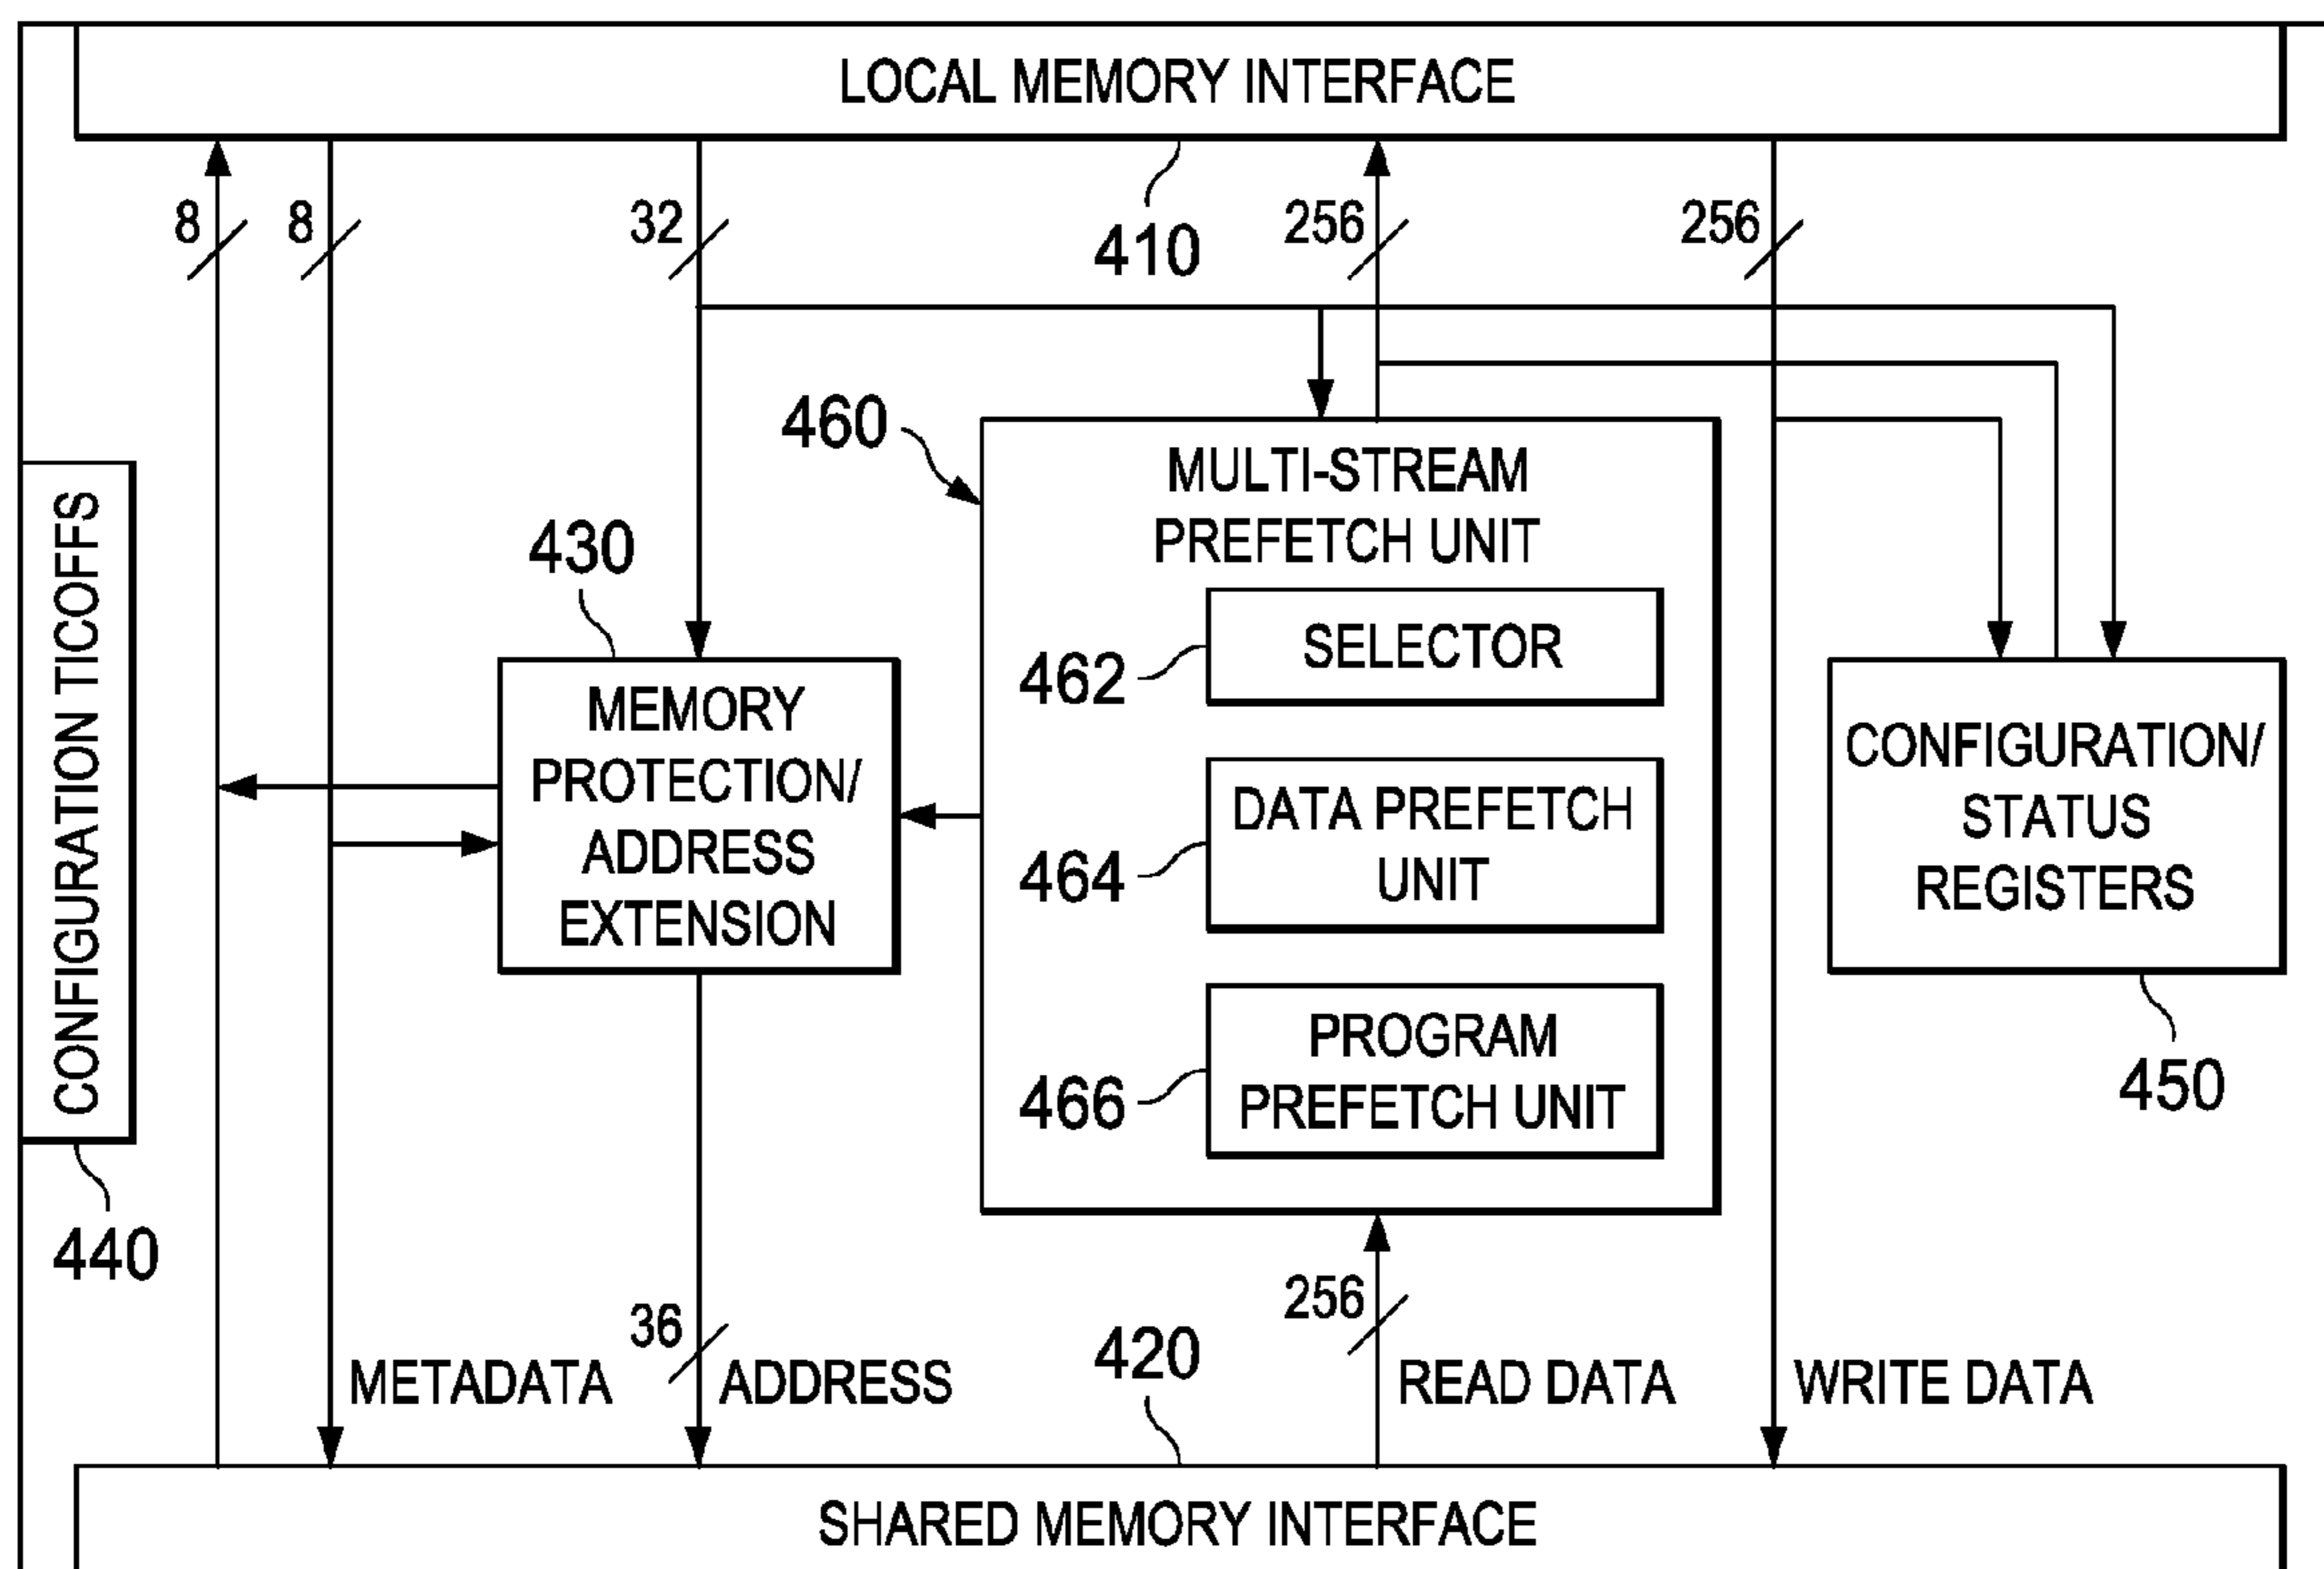 LOCAL MEMORY INTERFACE
8
8
32
410
256
256
460
MULTI-STREAM
PREFETCH UNIT
CONFIGURATION TICOFFS
430
SELECTOR
462
MEMORY
PROTECTION/
ADDRESS
EXTENSION
DATA PREFETCH
UNIT
464
CONFIGURATION/
STATUS
REGISTERS
PROGRAM
PREFETCH UNIT
466
450
440
36
256
420
METADATA
ADDRESS
READ DATA
WRITE DATA
SHARED MEMORY INTERFACE